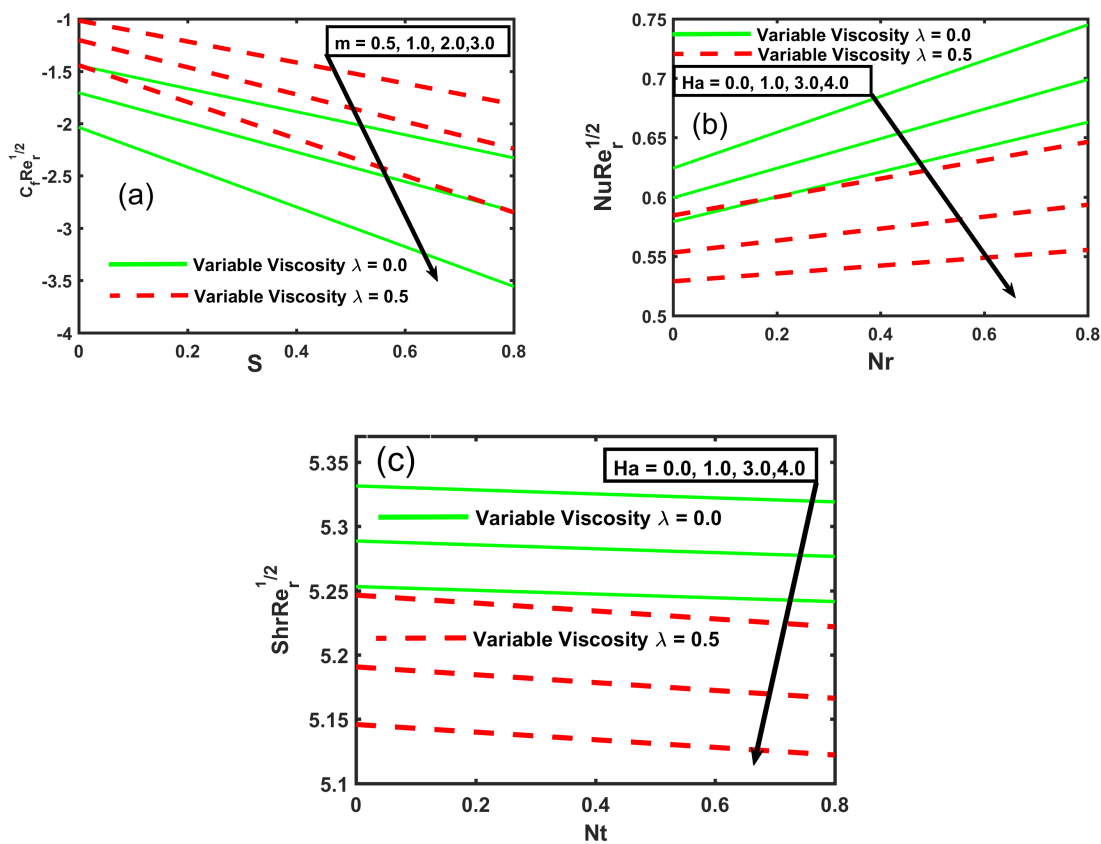 -1
-1.5
-2
-2.5
-3
-3.5
-4
0
0.2
0.4
0.6
0.8
C_fRe_r^1/2
S
m = 0.5, 1.0, 2.0,3.0
(a)
Variable Viscosity λ = 0.0
Variable Viscosity λ = 0.5
0.75
0.7
0.65
0.6
0.55
0.5
0
0.2
0.4
0.6
0.8
NuRe_r^1/2
Nr
Variable Viscosity λ = 0.0
Variable Viscosity λ = 0.5
Ha = 0.0, 1.0, 3.0,4.0
(b)
5.35
5.3
5.25
5.2
5.15
5.1
0
0.2
0.4
0.6
0.8
ShrRe_r^1/2
Nt
(c)
Ha = 0.0, 1.0, 3.0,4.0
Variable Viscosity λ = 0.0
Variable Viscosity λ = 0.5